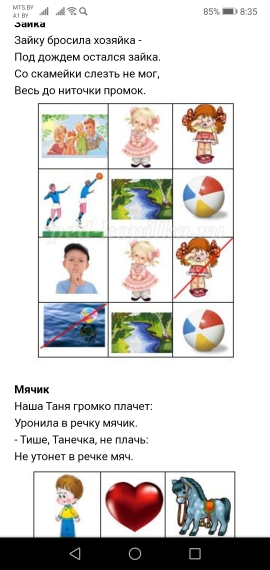 MTS.BY
A1 BY
85%
8:35
Зайка
Зайку бросила хозяйка -
Под дождем остался зайка.
Со скамейки слезть не мог,
Весь до ниточки промок.
Мячик
Наша Таня громко плачет:
Уронила в речку мячик.
- Тише, Танечка, не плачь:
Не утонет в речке мяч.